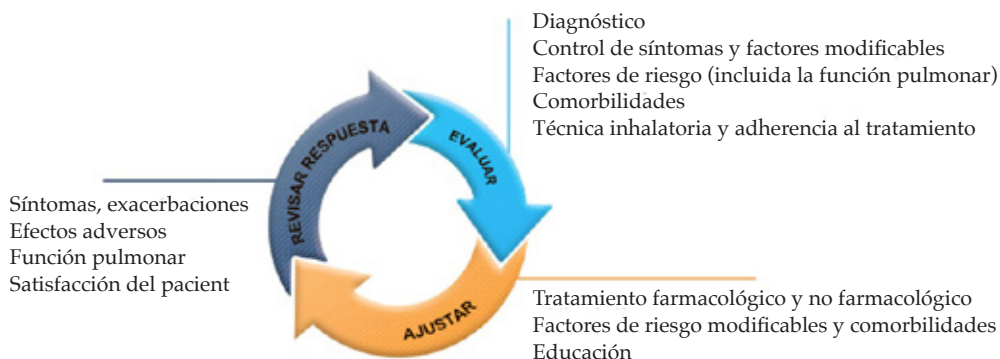 Diagnóstico
Control de síntomas y factores modificables
Factores de riesgo (incluida la función pulmonar)
Comorbilidades
Técnica inhalatoria y adherencia al tratamiento
EVALUAR
REVISAR RESPUESTA
Síntomas, exacerbaciones
Efectos adversos
Función pulmonar
Satisfacción del pacient
AJUSTAR
Tratamiento farmacológico y no farmacológico
Factores de riesgo modificables y comorbilidades
Educación